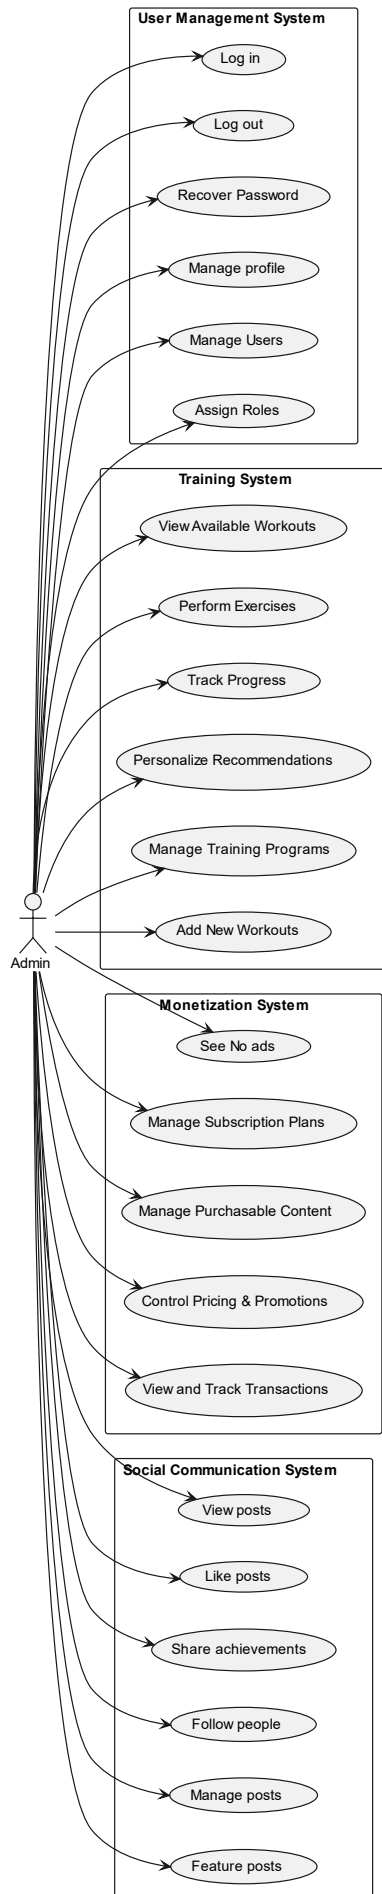 User Management System
Log in
Log out
Recover Password
Manage profile
Manage Users
Assign Roles
Training System
View Available Workouts
Perform Exercises
Track Progress
Personalize Recommendations
Manage Training Programs
Add New Workouts
Admin
Monetization System
See No ads
Manage Subscription Plans
Manage Purchasable Content
Control Pricing & Promotions
View and Track Transactions
Social Communication System
View posts
Like posts
Share achievements
Follow people
Manage posts
Feature posts